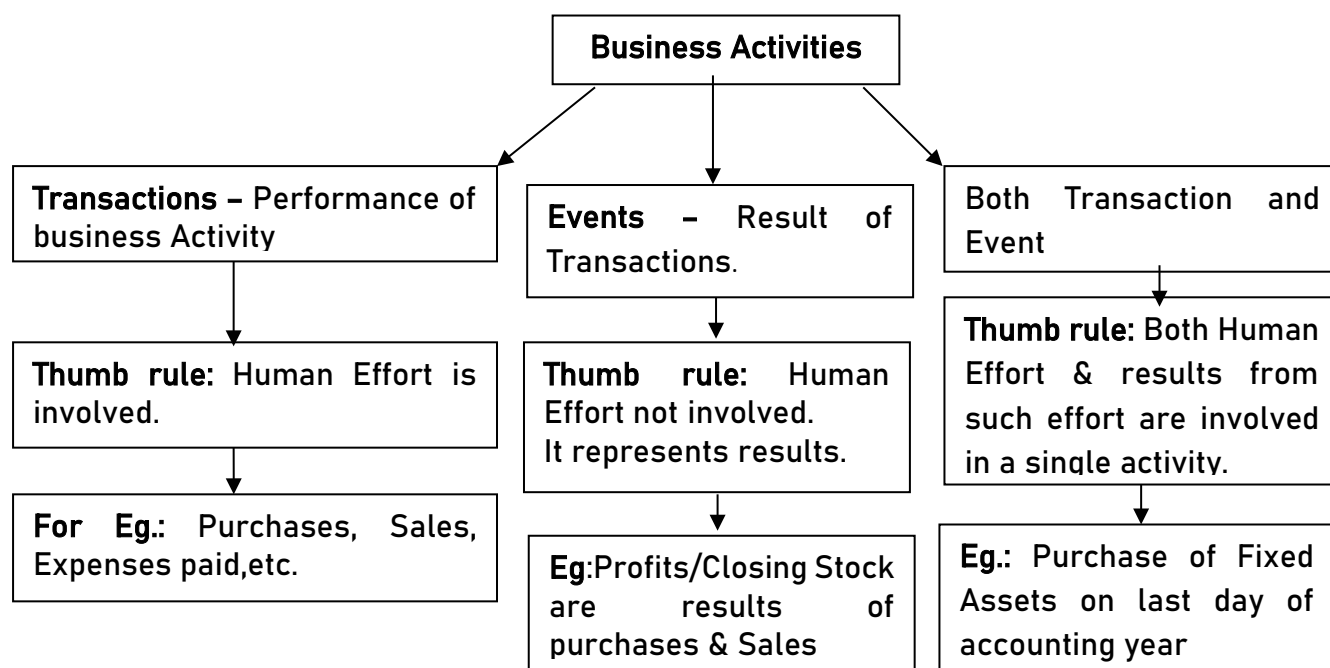 Business Activities
Transactions – Performance of
business Activity
Thumb rule: Human Effort is
involved.
For Eg.: Purchases, Sales,
Expenses paid,etc.
Events – Result of
Transactions.
Thumb rule: Human
Effort not involved.
It represents results.
Eg:Profits/Closing Stock
are results of
purchases & Sales
Both Transaction and
Event
Thumb rule: Both Human
Effort & results from
such effort are involved
in a single activity.
Eg.: Purchase of Fixed
Assets on last day of
accounting year